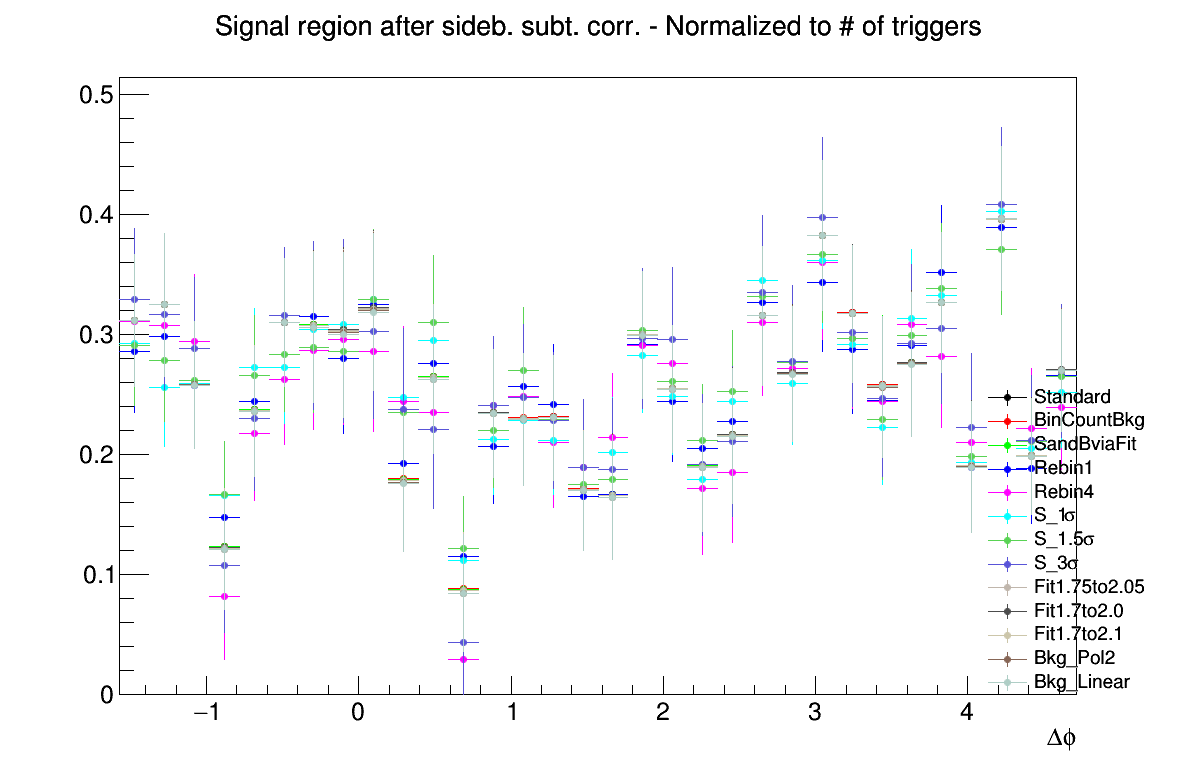 Signal region after sideb. subt. corr. - Normalized to # of triggers
0.5
0.4
0.3
0.2
0.1
0
−1
0
1
2
3
4
Δϕ
Standard
BinCountBkg
SandBviaFit
Rebin1
Rebin4
S_1σ
S_1.5σ
S_3σ
Fit1.75to2.05
Fit1.7to2.0
Fit1.7to2.1
Bkg_Pol2
Bkg_Linear